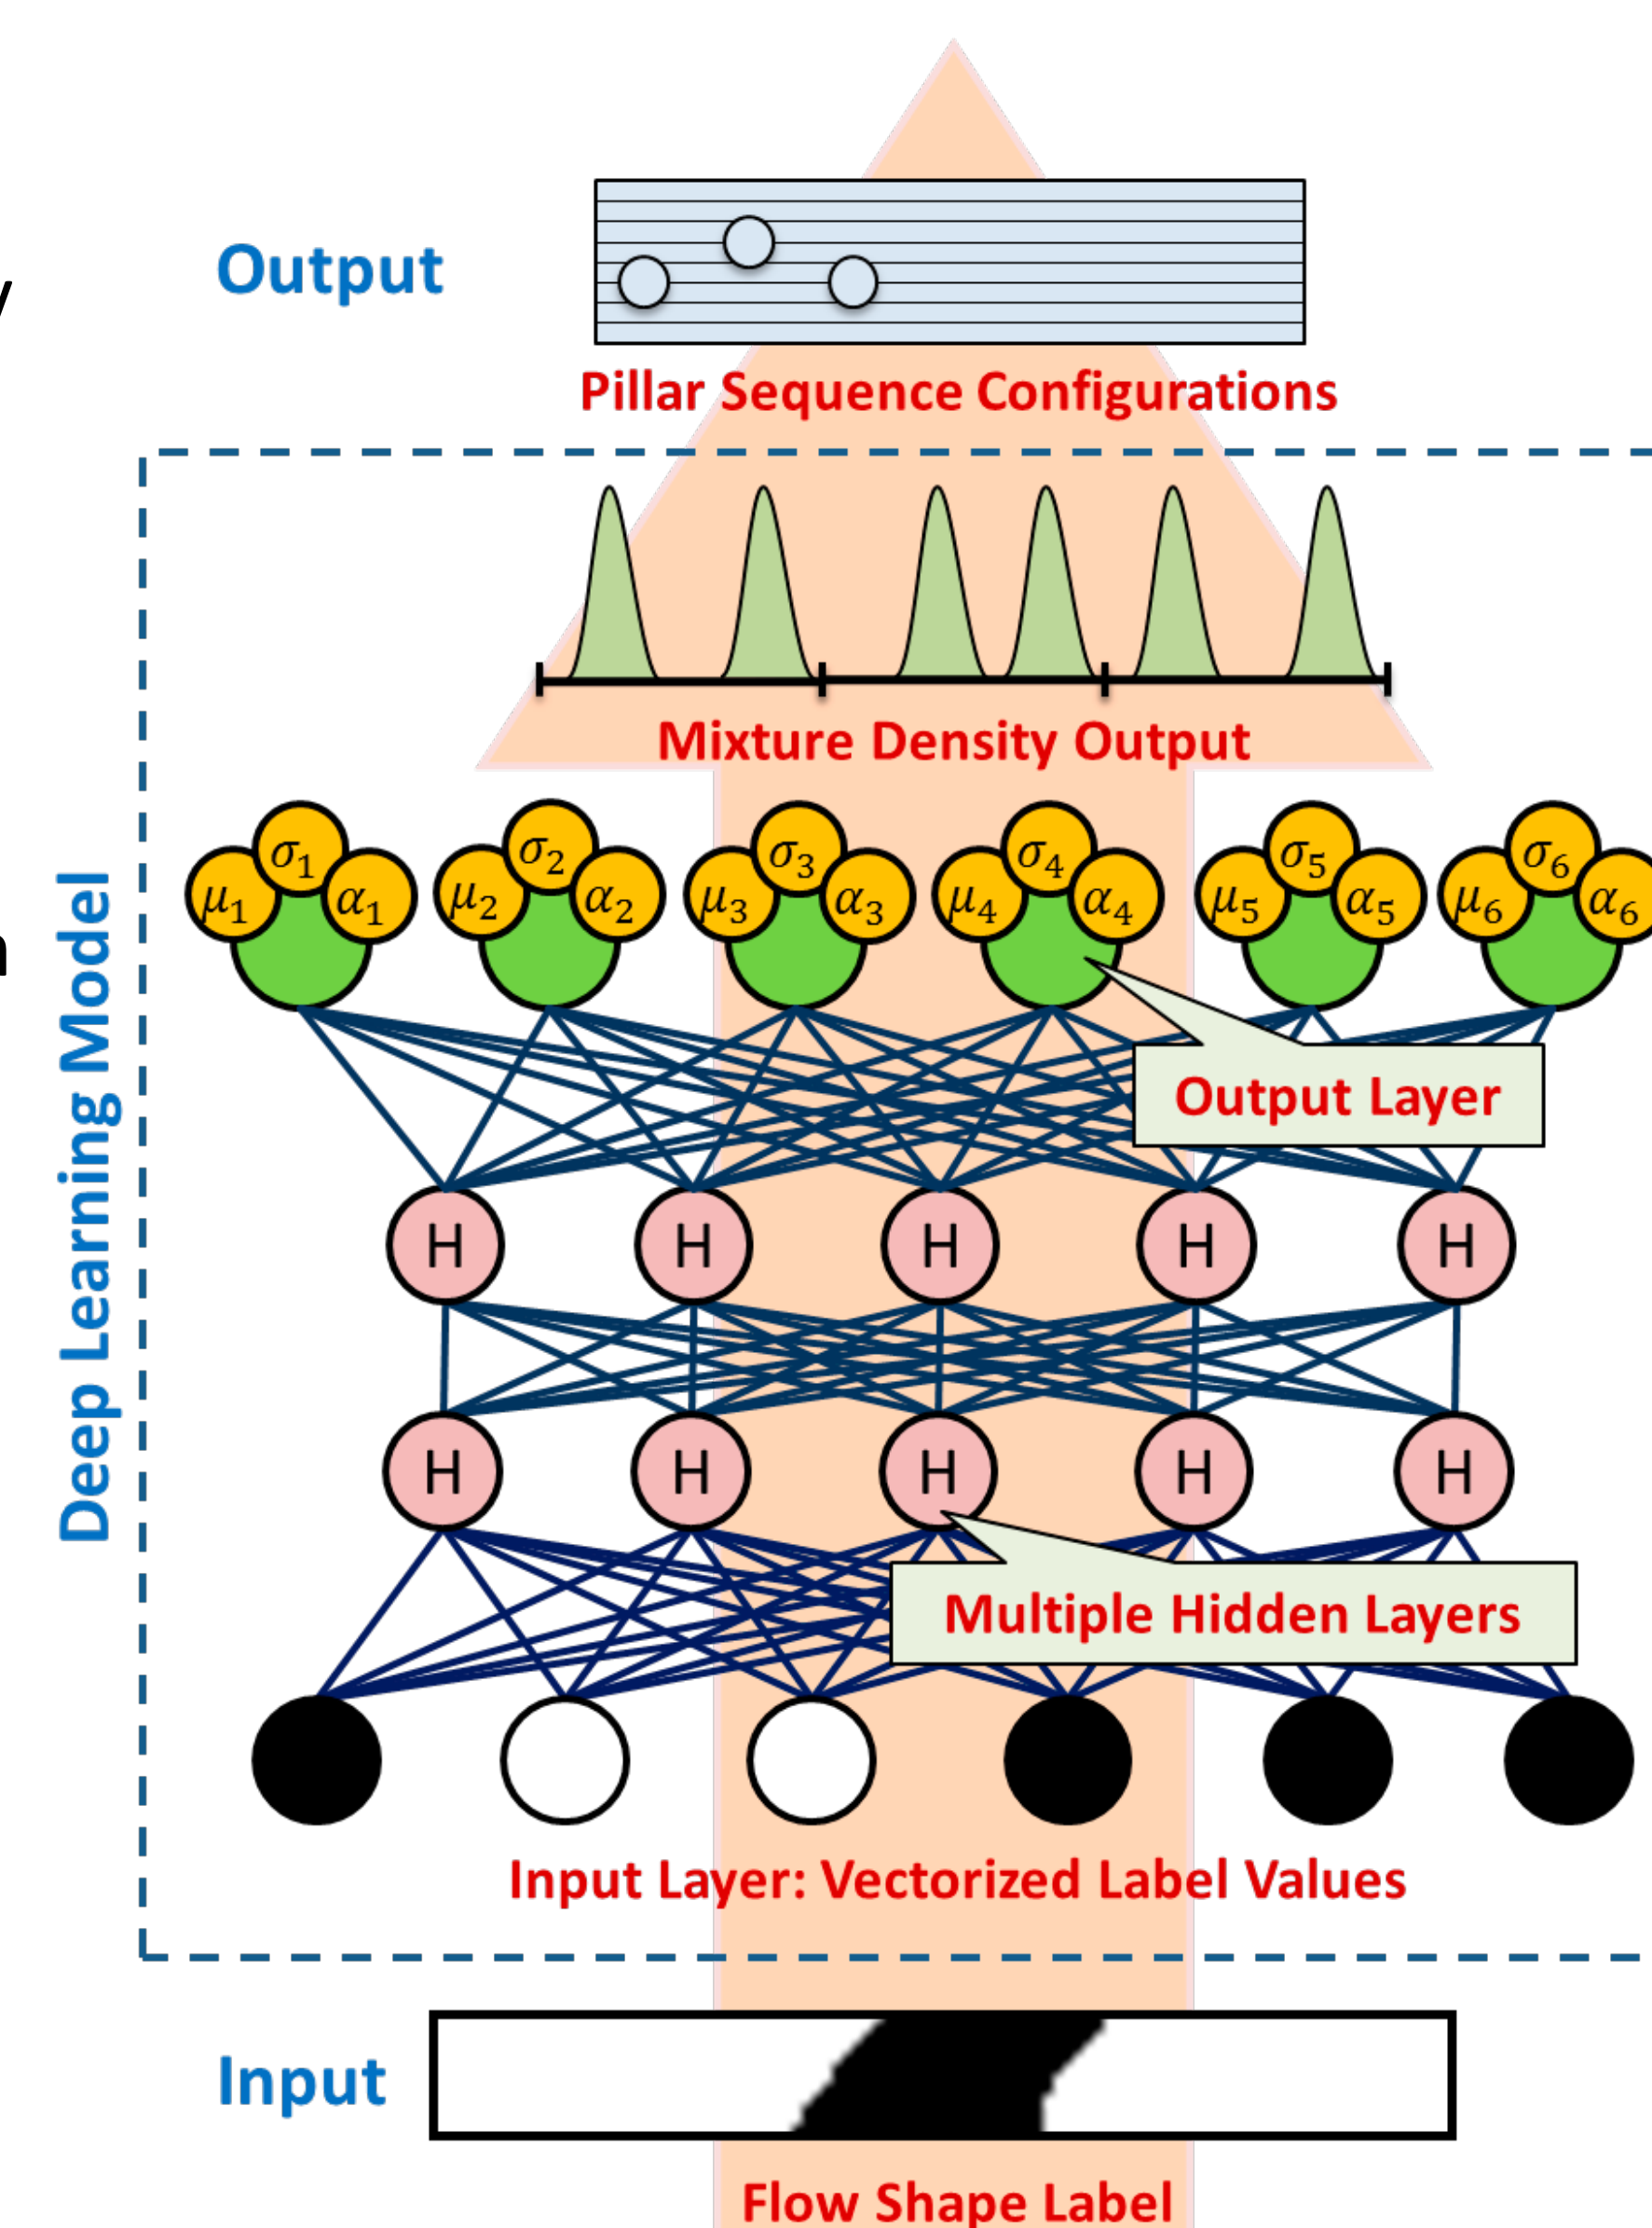 y
Output
Pillar Sequence Configurations
Mixture Density Output
μ1 σ1 α1 μ2 σ2 α2 μ3 σ3 α3 μ4 σ4 α4 μ5 σ5 α5 μ6 σ6 α6
n
Deep Learning Model
Output Layer
H H H H H
H H H H H
Multiple Hidden Layers
Input Layer: Vectorized Label Values
Input
Flow Shape Label